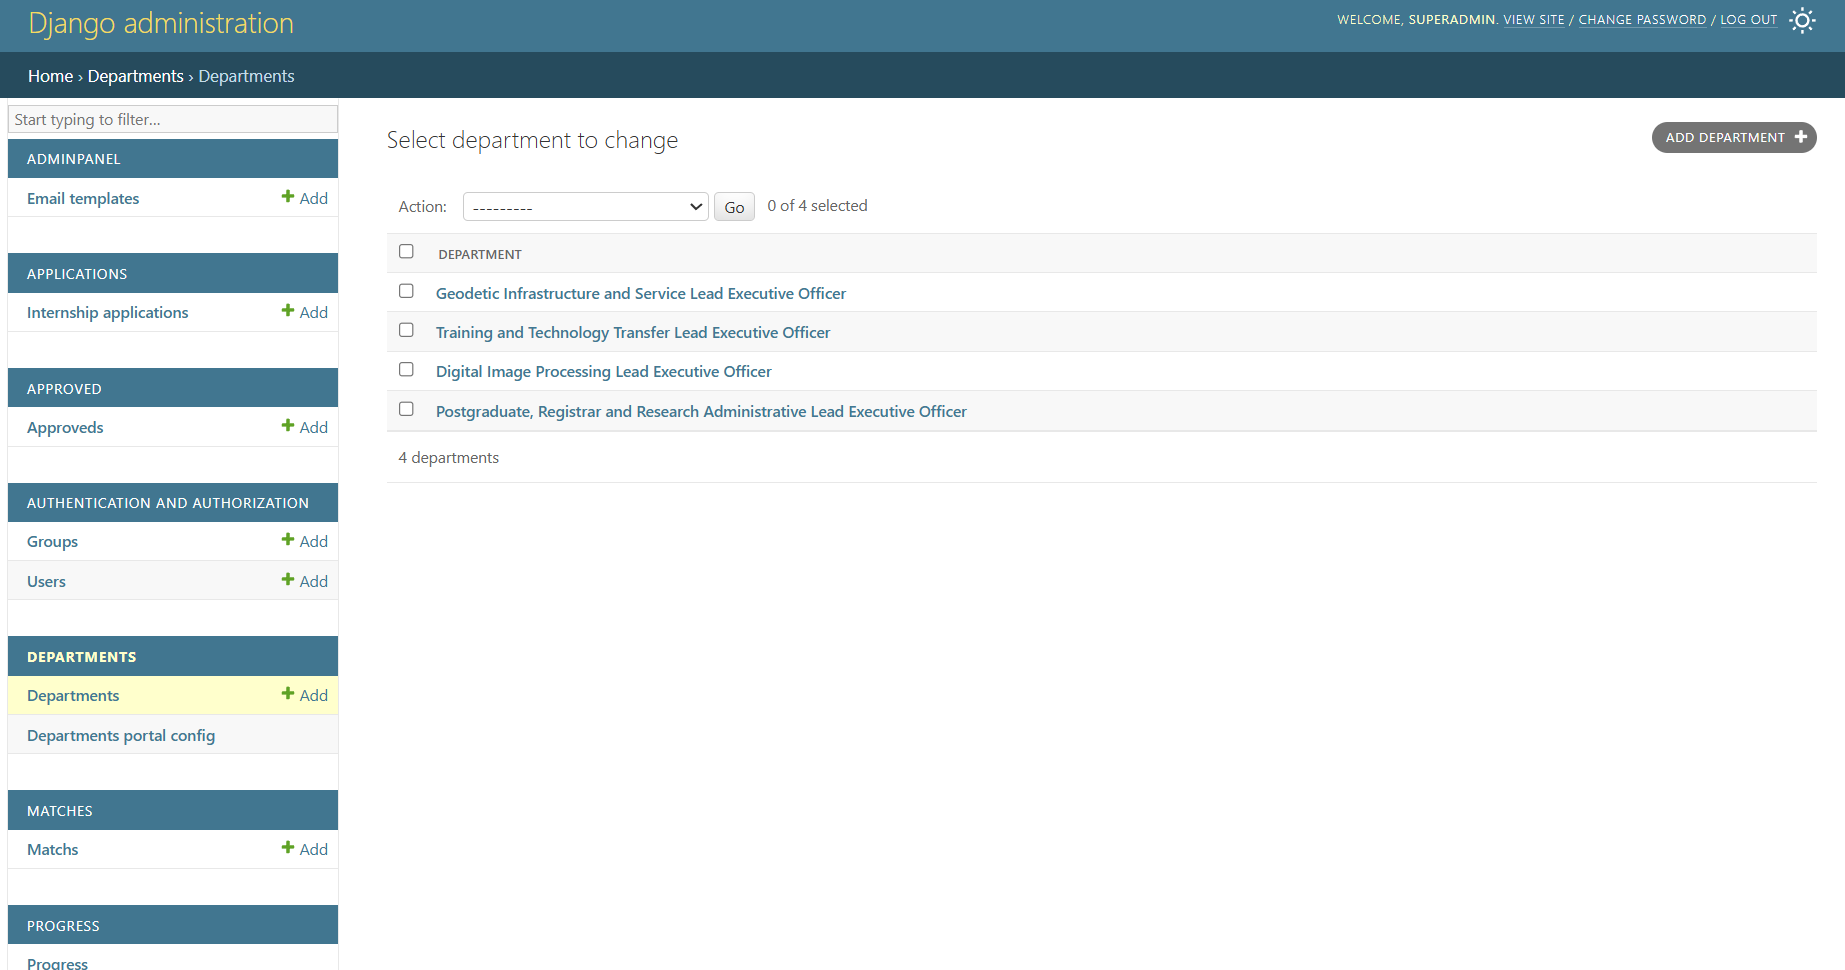 Django administration
WELCOME, SUPERADMIN. VIEW SITE / CHANGE PASSWORD / LOG OUT
Home › Departments › Departments
Start typing to filter...
ADMINPANEL
Email templates Add
APPLICATIONS
Internship applications Add
APPROVED
Approveds Add
AUTHENTICATION AND AUTHORIZATION
Groups Add
Users Add
DEPARTMENTS
Departments Add
Departments portal config
MATCHES
Matchs Add
PROGRESS
Progress
Select department to change
ADD DEPARTMENT
Action: --------- Go 0 of 4 selected
DEPARTMENT
Geodetic Infrastructure and Service Lead Executive Officer
Training and Technology Transfer Lead Executive Officer
Digital Image Processing Lead Executive Officer
Postgraduate, Registrar and Research Administrative Lead Executive Officer
4 departments